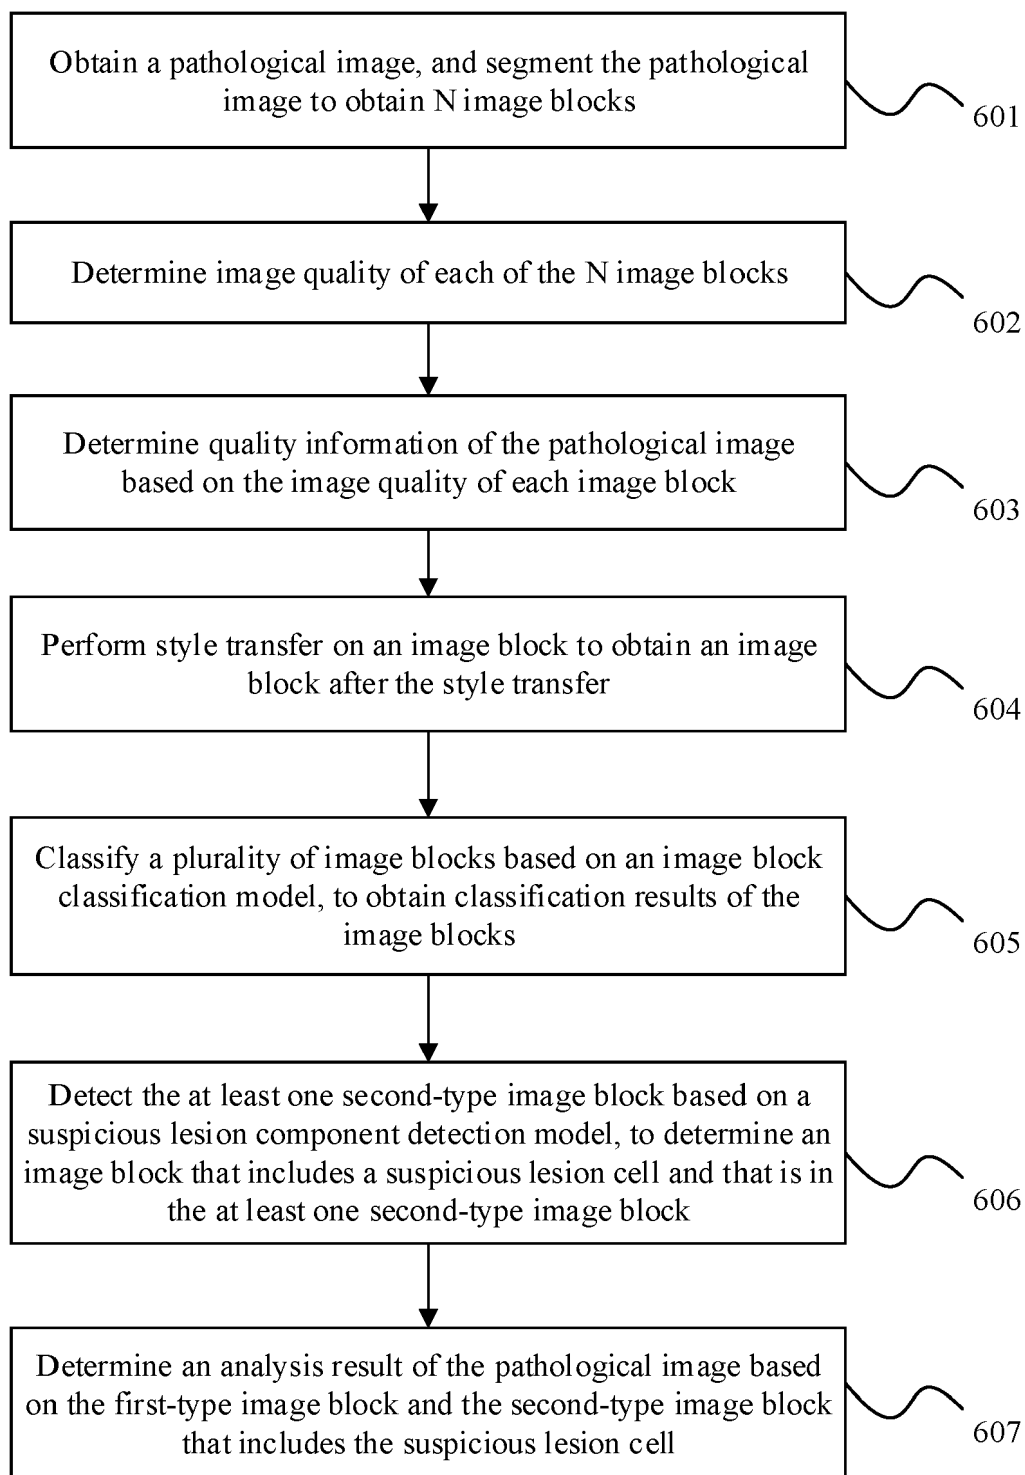 Obtain a pathological image, and segment the pathological
image to obtain N image blocks
601
Determine image quality of each of the N image blocks
602
Determine quality information of the pathological image
based on the image quality of each image block
603
Perform style transfer on an image block to obtain an image
block after the style transfer
604
Classify a plurality of image blocks based on an image block
classification model, to obtain classification results of the
image blocks
605
Detect the at least one second-type image block based on a
suspicious lesion component detection model, to determine an
image block that includes a suspicious lesion cell and that is in
the at least one second-type image block
606
Determine an analysis result of the pathological image based
on the first-type image block and the second-type image block
that includes the suspicious lesion cell
607